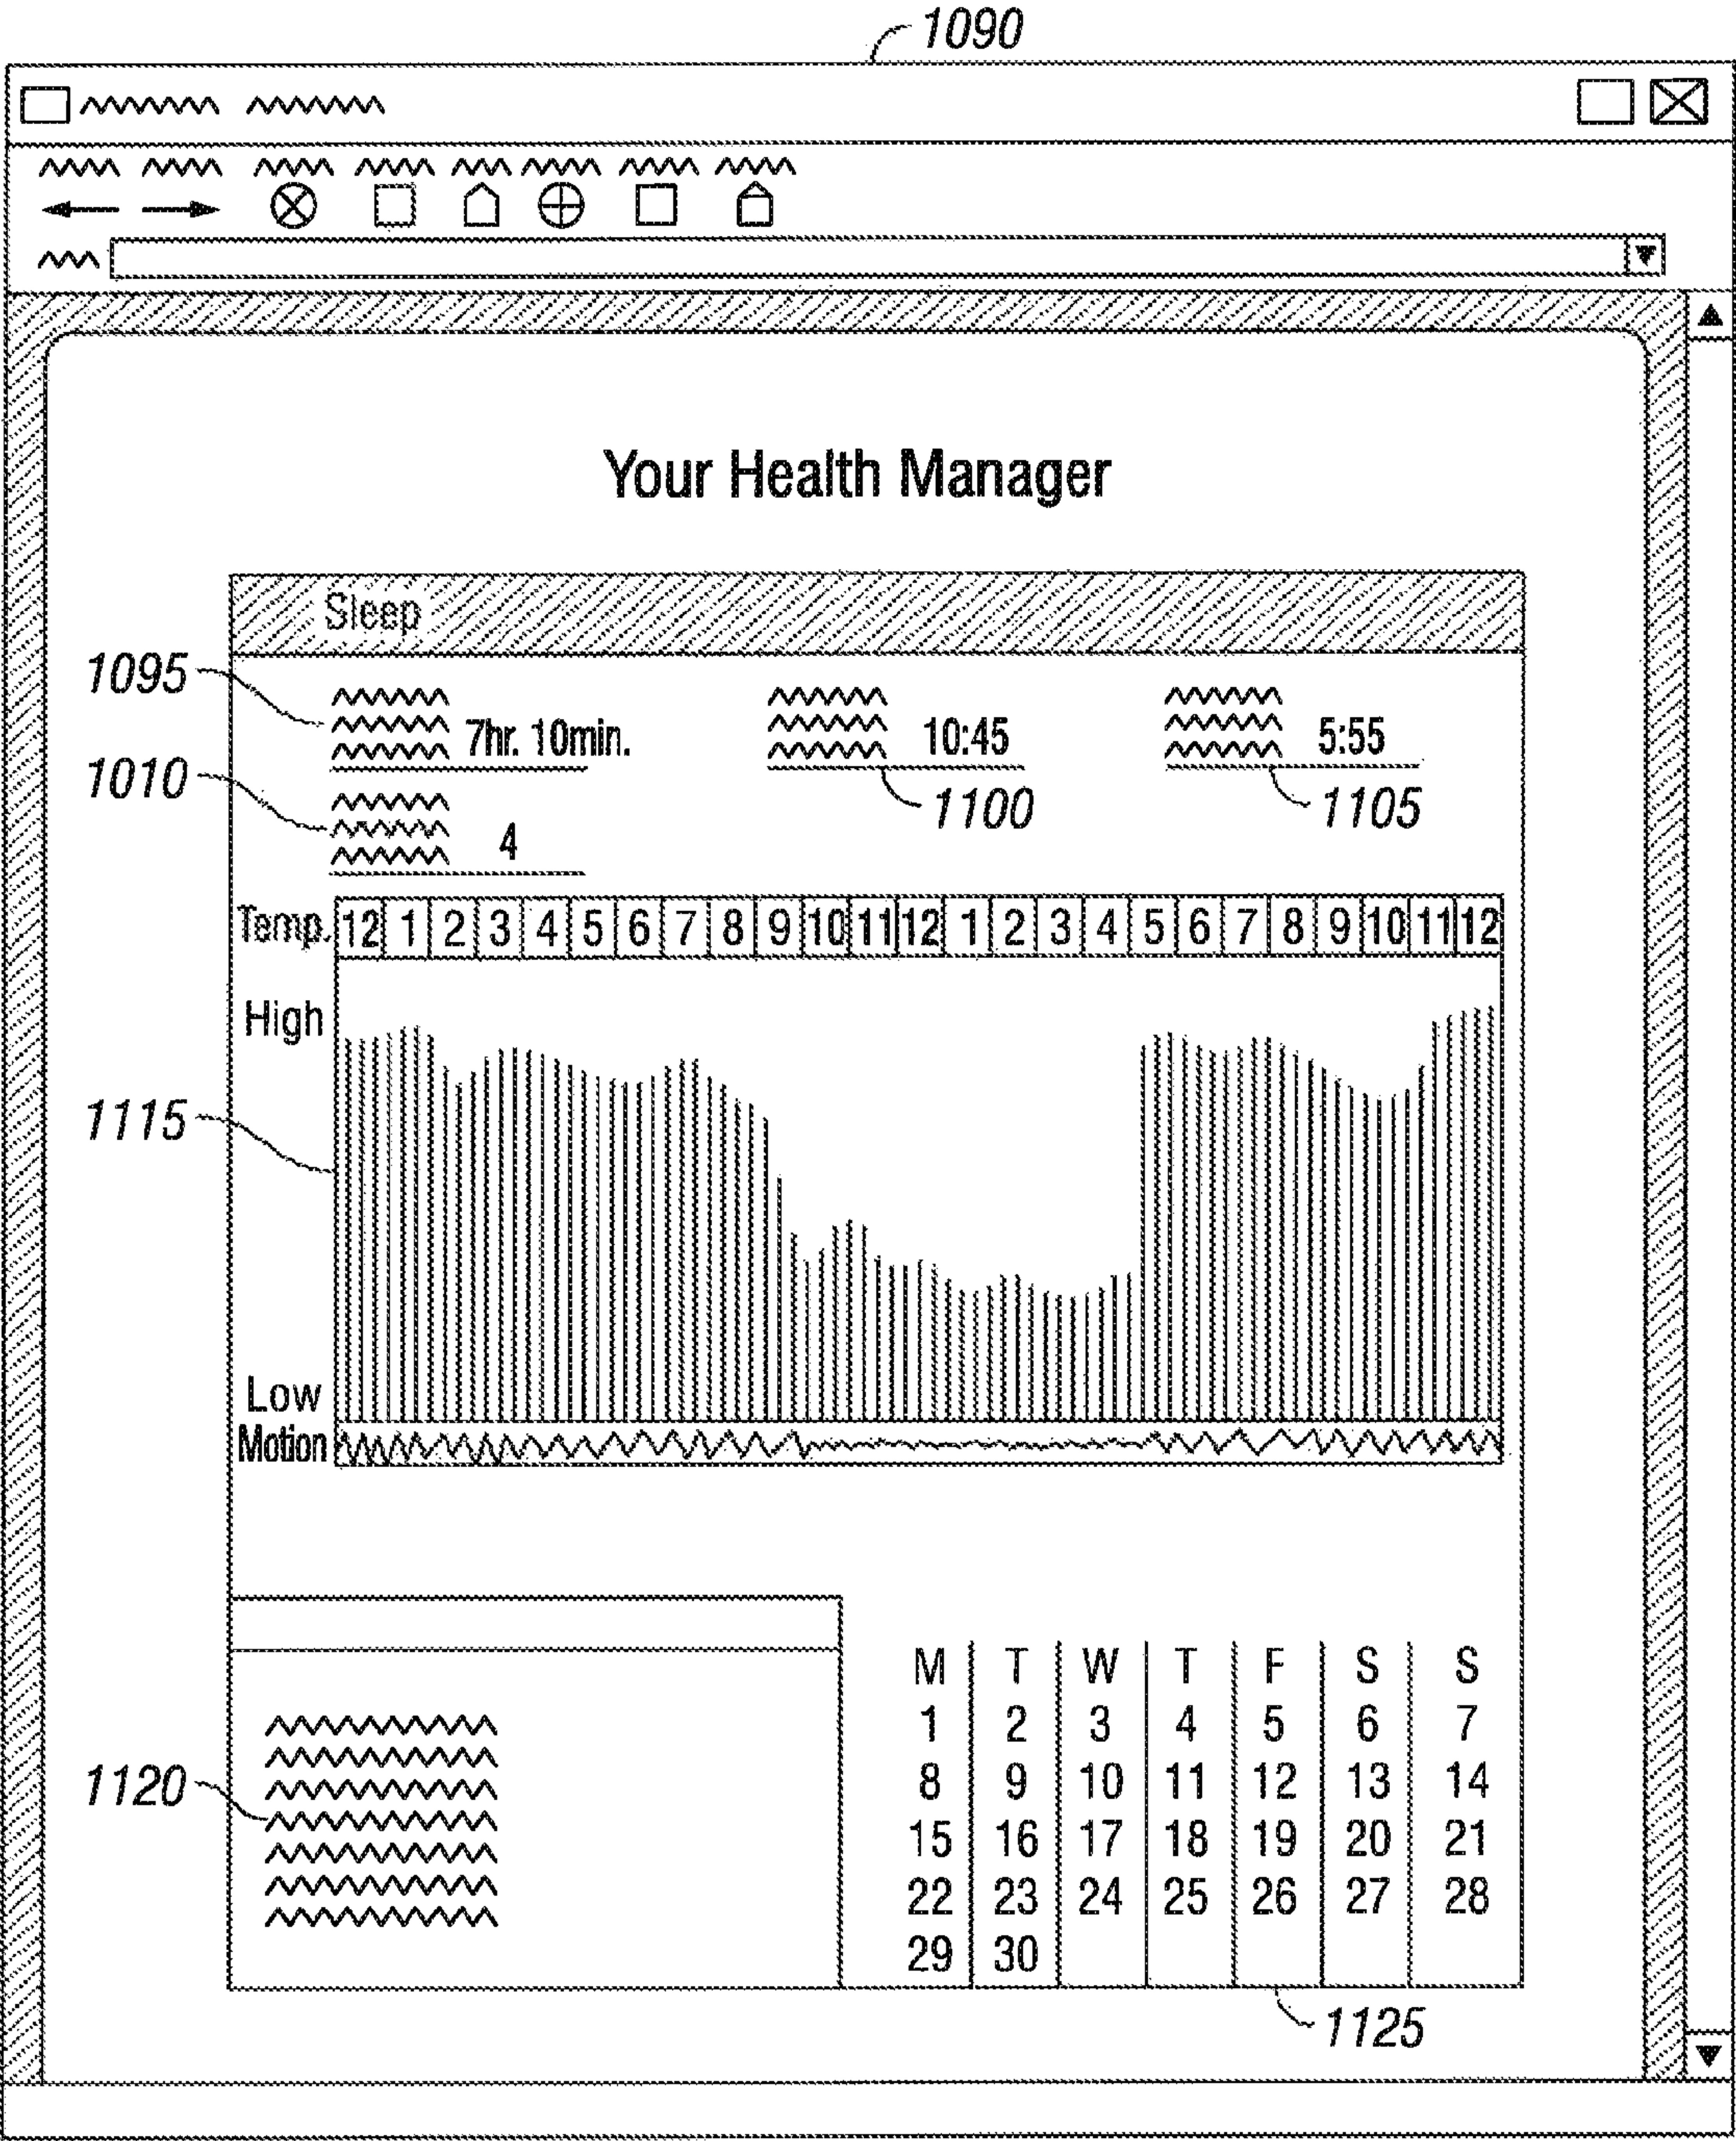 1090
Your Health Manager
Sleep
1095
7hr. 10min.
10:45
5:55
1010
1100
1105
4
Temp. 12 1 2 3 4 5 6 7 8 9 10 11 12 1 2 3 4 5 6 7 8 9 10 11 12
High
1115
Low
Motion
M T W T F S S
1 2 3 4 5 6 7
1120
8 9 10 11 12 13 14
15 16 17 18 19 20 21
22 23 24 25 26 27 28
29 30
1125